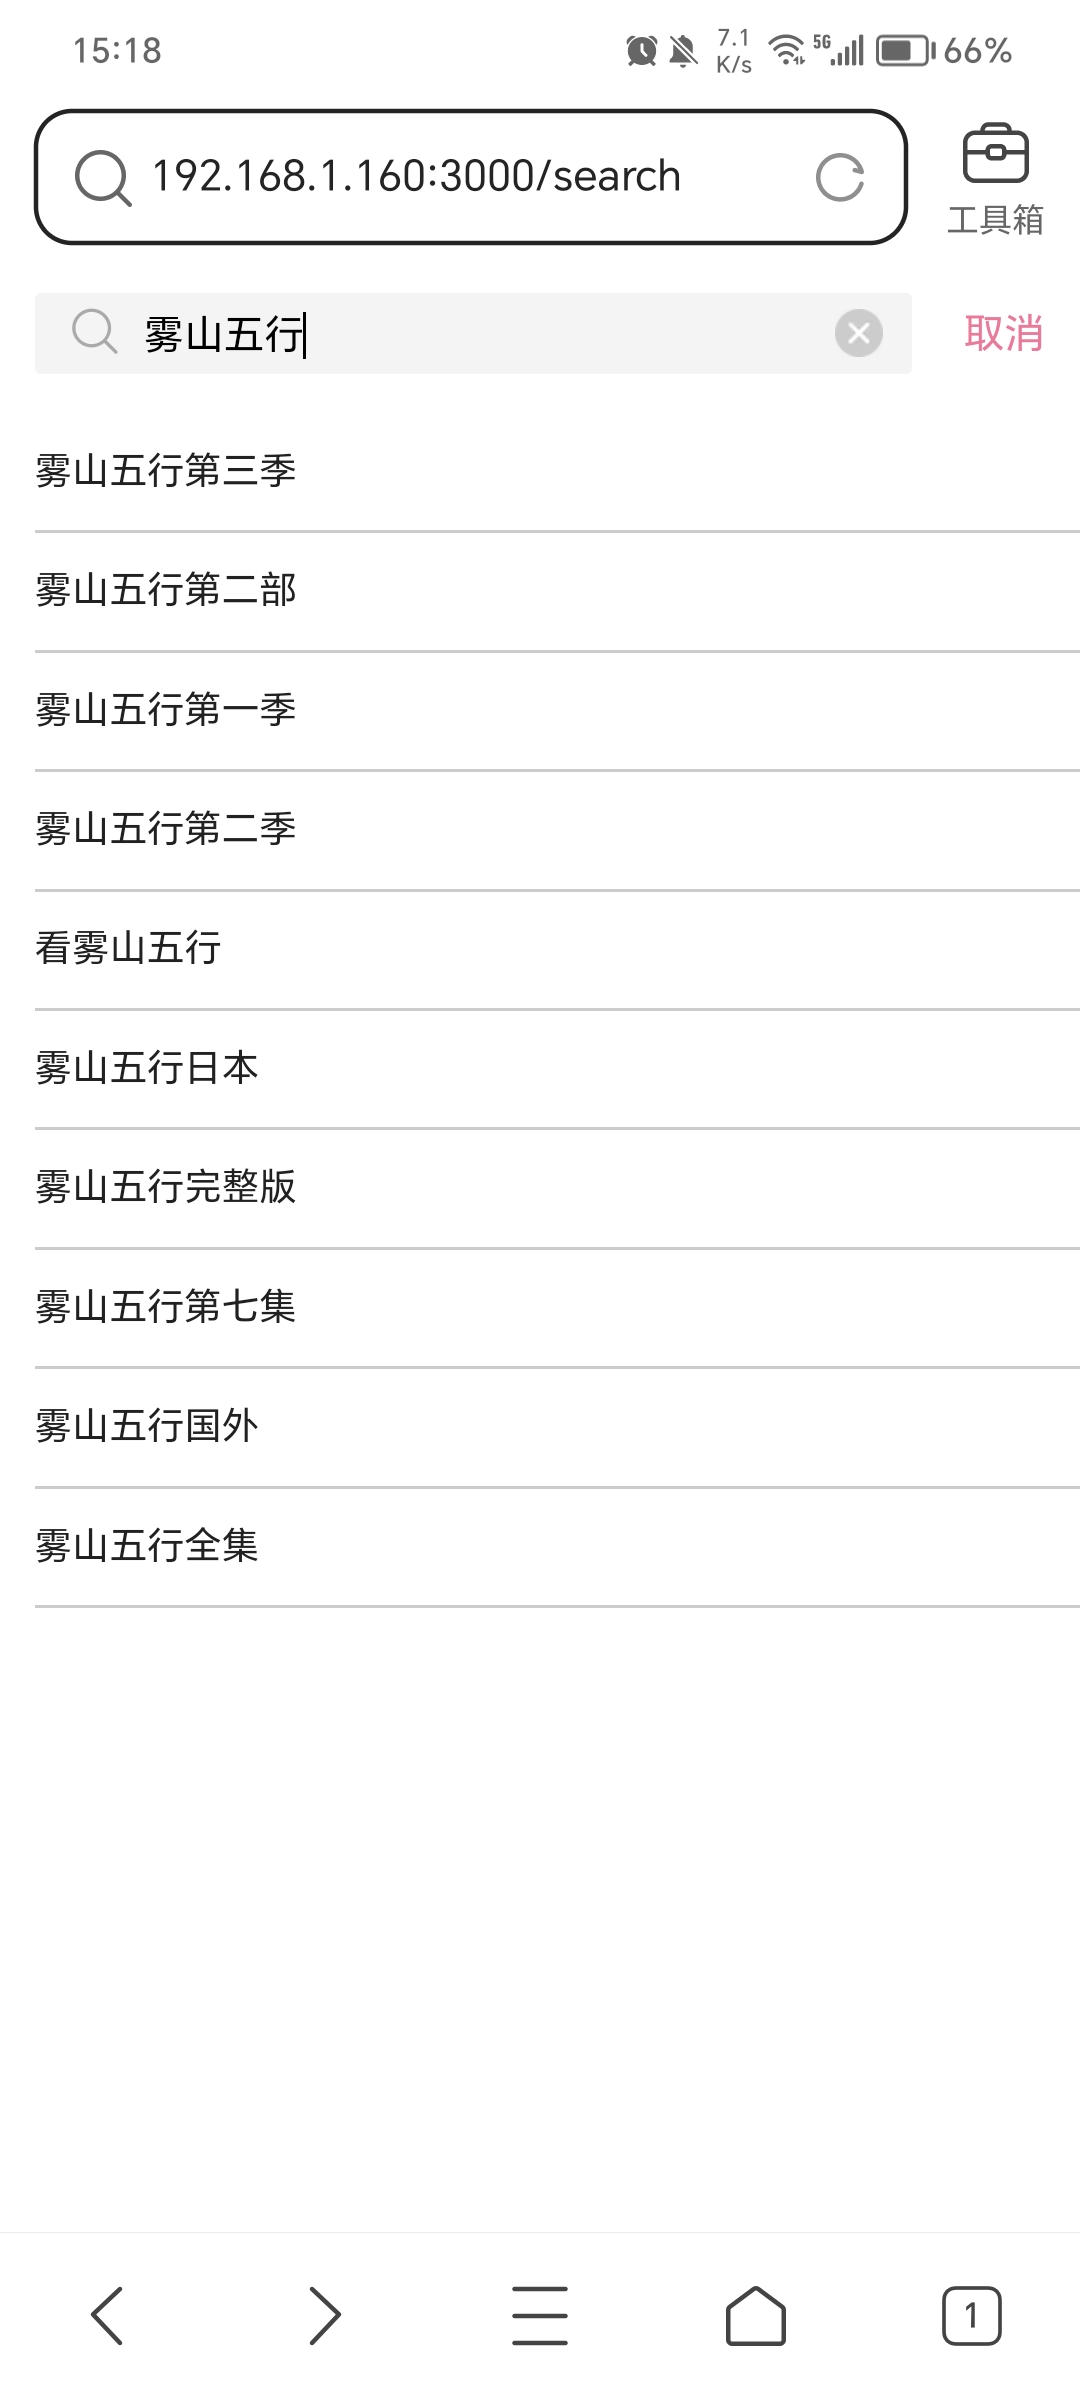 15:18
7.1
K/s
5G
66%
192.168.1.160:3000/search
工具箱
雾山五行
取消
雾山五行第三季
雾山五行第二部
雾山五行第一季
雾山五行第二季
看雾山五行
雾山五行日本
雾山五行完整版
雾山五行第七集
雾山五行国外
雾山五行全集
1